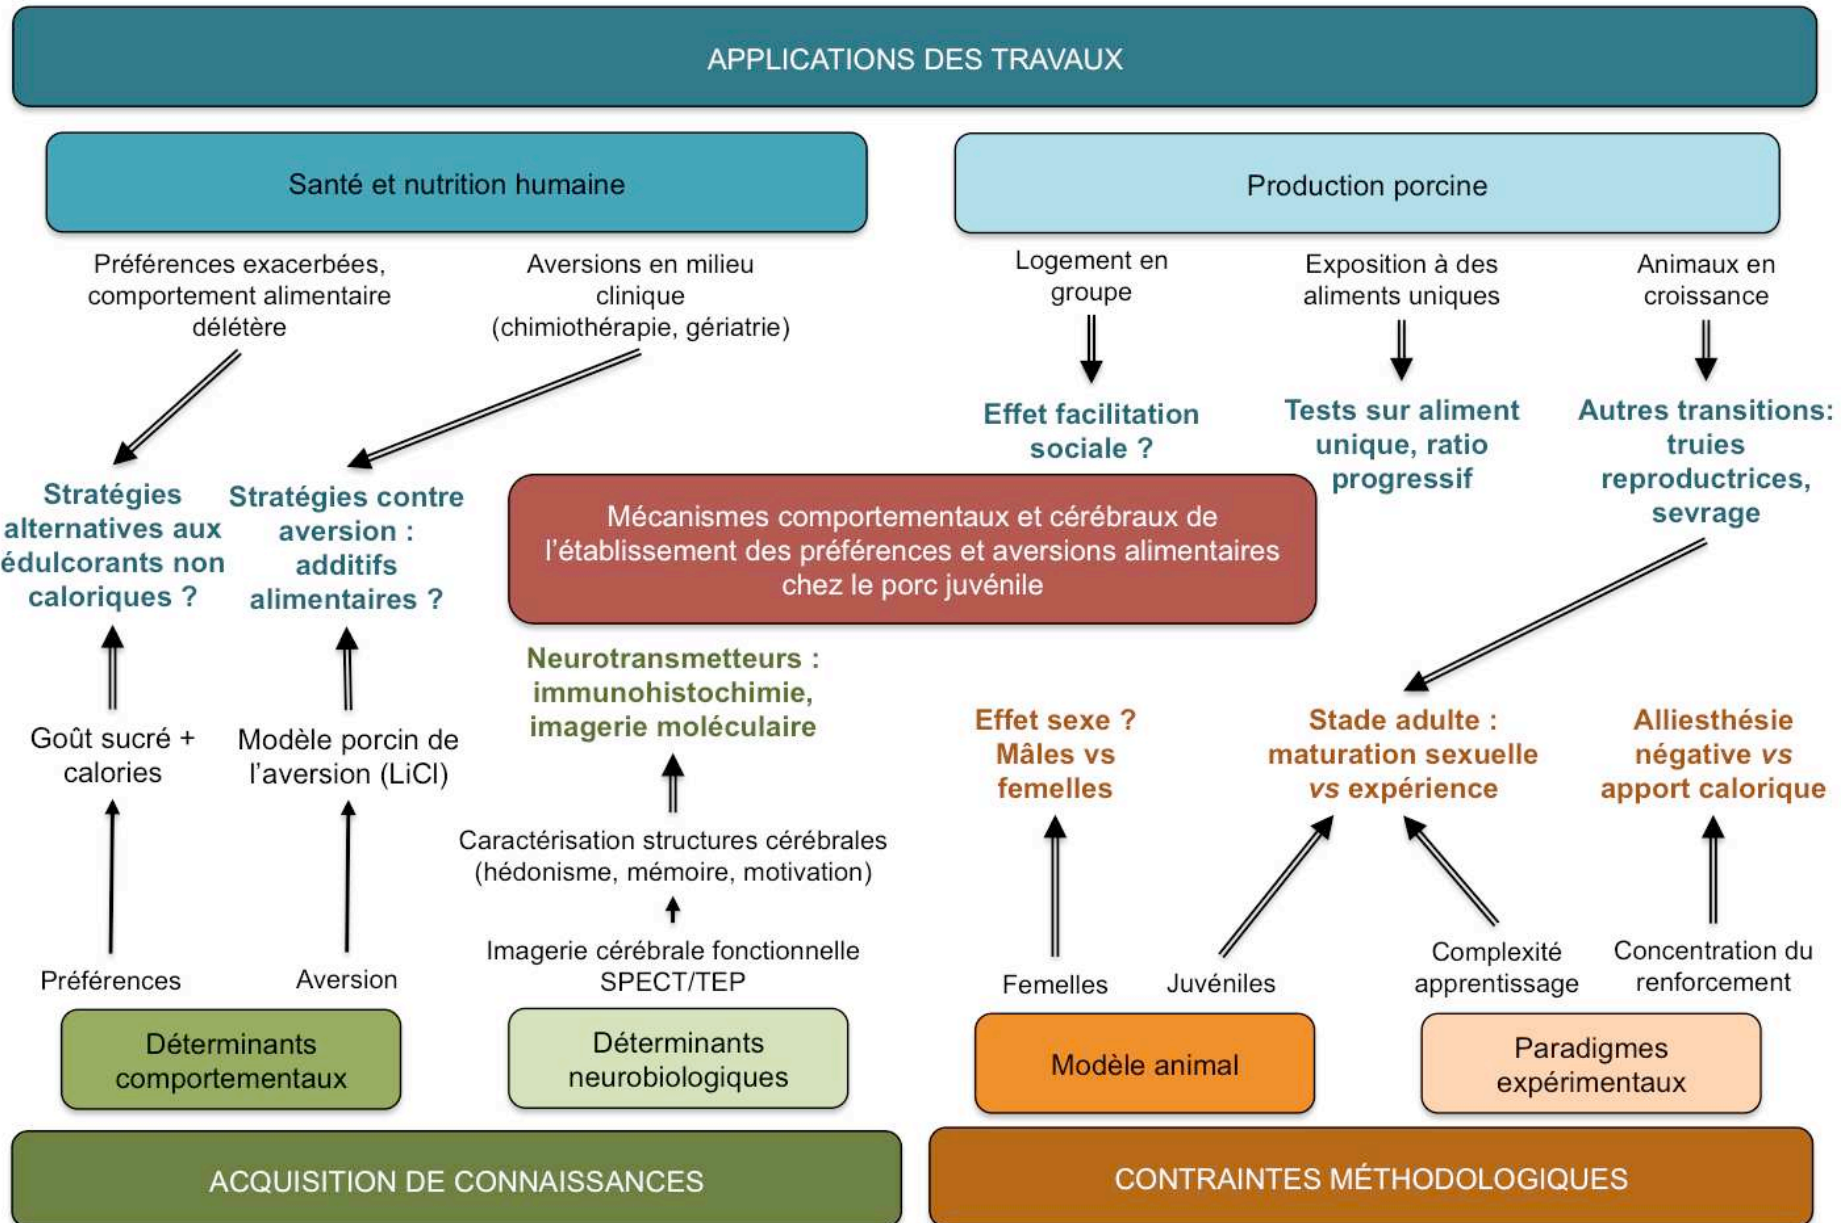 APPLICATIONS DES TRAVAUX
Santé et nutrition humaine
Production porcine
Préférences exacerbées,
comportement alimentaire
délétère
Aversions en milieu
clinique
(chimiothérapie, gériatrie)
Logement en
groupe
Exposition à des
aliments uniques
Animaux en
croissance
Effet facilitation
sociale ?
Tests sur aliment
unique, ratio
progressif
Autres transitions:
truies
reproductrices,
sevrage
Stratégies
alternatives aux
édulcorants non
caloriques ?
Stratégies contre
aversion :
additifs
alimentaires ?
Mécanismes comportementaux et cérébraux de
l'établissement des préférences et aversions alimentaires
chez le porc juvénile
Neurotransmetteurs :
immunohistochimie,
imagerie moléculaire
Goût sucré +
calories
Modèle porcin de
l'aversion (LiCl)
Effet sexe ?
Mâles vs
femelles
Stade adulte :
maturation sexuelle
vs expérience
Alliesthésie
négative vs
apport calorique
Caractérisation structures cérébrales
(hédonisme, mémoire, motivation)
Imagerie cérébrale fonctionnelle
SPECT/TEP
Préférences
Aversion
Femelles
Juvéniles
Complexité
apprentissage
Concentration du
renforcement
Déterminants
comportementaux
Déterminants
neurobiologiques
Modèle animal
Paradigmes
expérimentaux
ACQUISITION DE CONNAISSANCES
CONTRAINTES MÉTHODOLOGIQUES